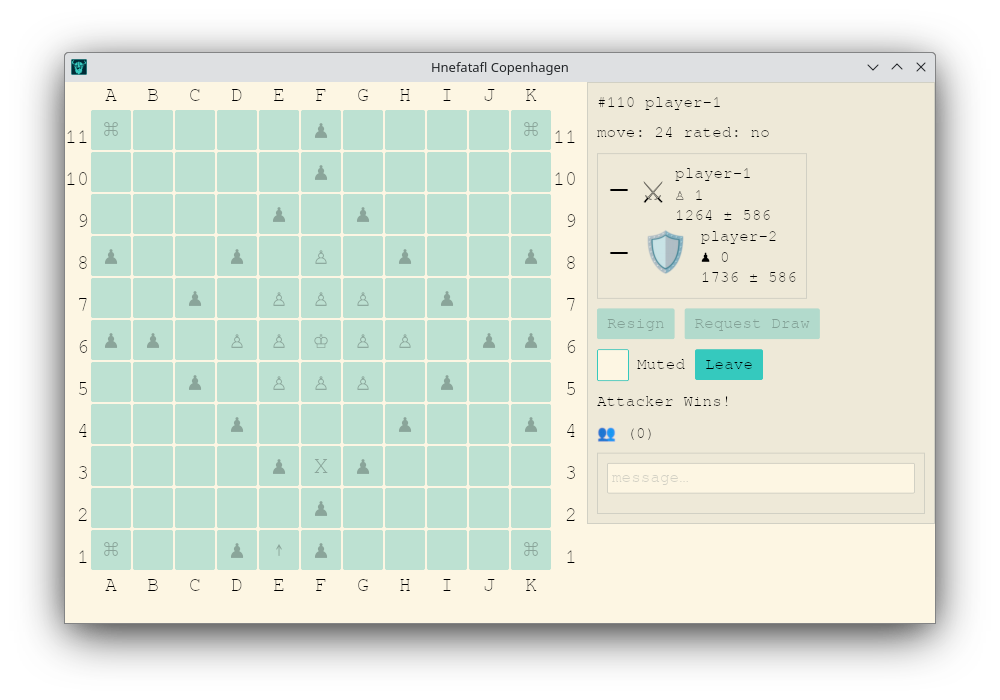 Hnefatafl Copenhagen
A B C D E F G H I J K
11 ⌘ ♟ ⌘ 11
10 ♟ 10
9 ♟ ♟ 9
8 ♟ ♟ ♙ ♟ ♟ 8
7 ♟ ♙ ♙ ♙ ♟ 7
6 ♟ ♟ ♙ ♙ ♔ ♙ ♙ ♟ ♟ 6
5 ♟ ♙ ♙ ♙ ♟ 5
4 ♟ ♟ ♟ 4
3 ♟ X ♟ 3
2 ♟ 2
1 ⌘ ♟ ↑ ♟ ⌘ 1
A B C D E F G H I J K
#110 player-1
move: 24 rated: no
player-1
♙ 1
1264 ± 586
player-2
♟ 0
1736 ± 586
Resign Request Draw
Muted Leave
Attacker Wins!
👥 (0)
message…